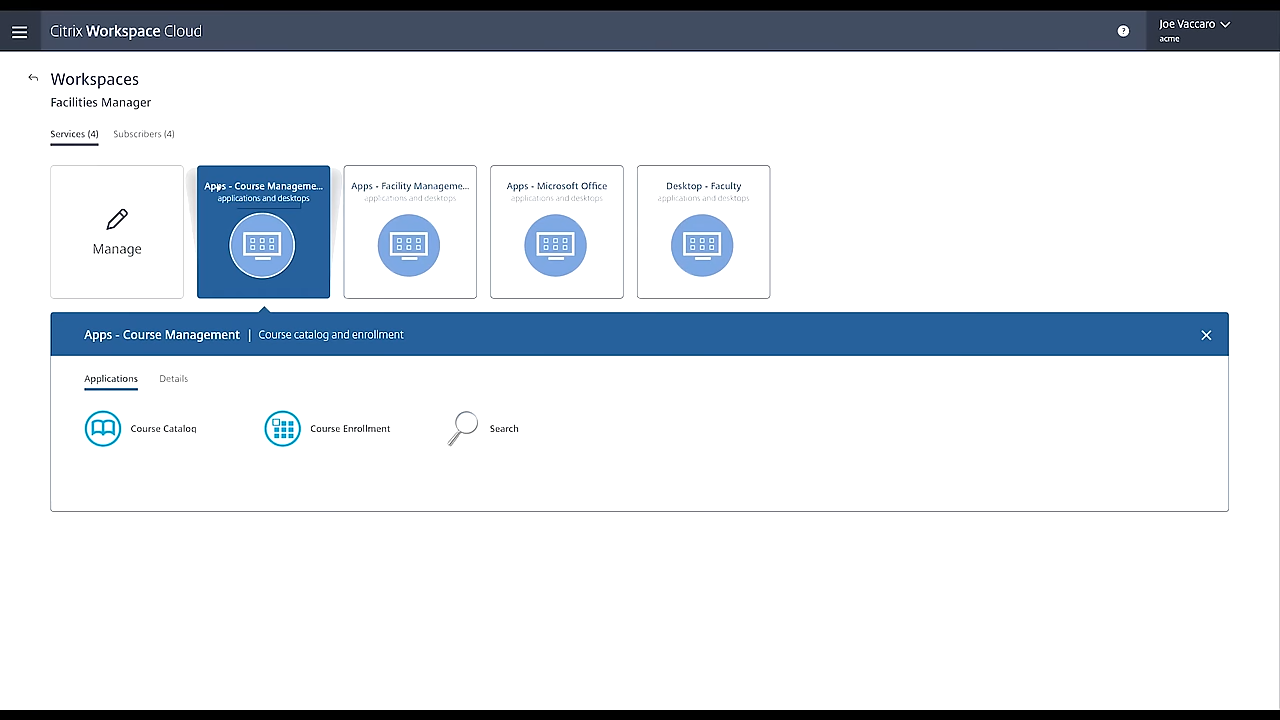 Citrix Workspace Cloud
?
Joe Vaccaro
acme
Workspaces
Facilities Manager
Services (4) Subscribers (4)
Manage
Apps - Course Manageme...
applications and desktops
Apps - Facility Manageme...
applications and desktops
Apps - Microsoft Office
applications and desktops
Desktop - Faculty
applications and desktops
Apps - Course Management | Course catalog and enrollment
Applications Details
Course Catalog Course Enrollment Search